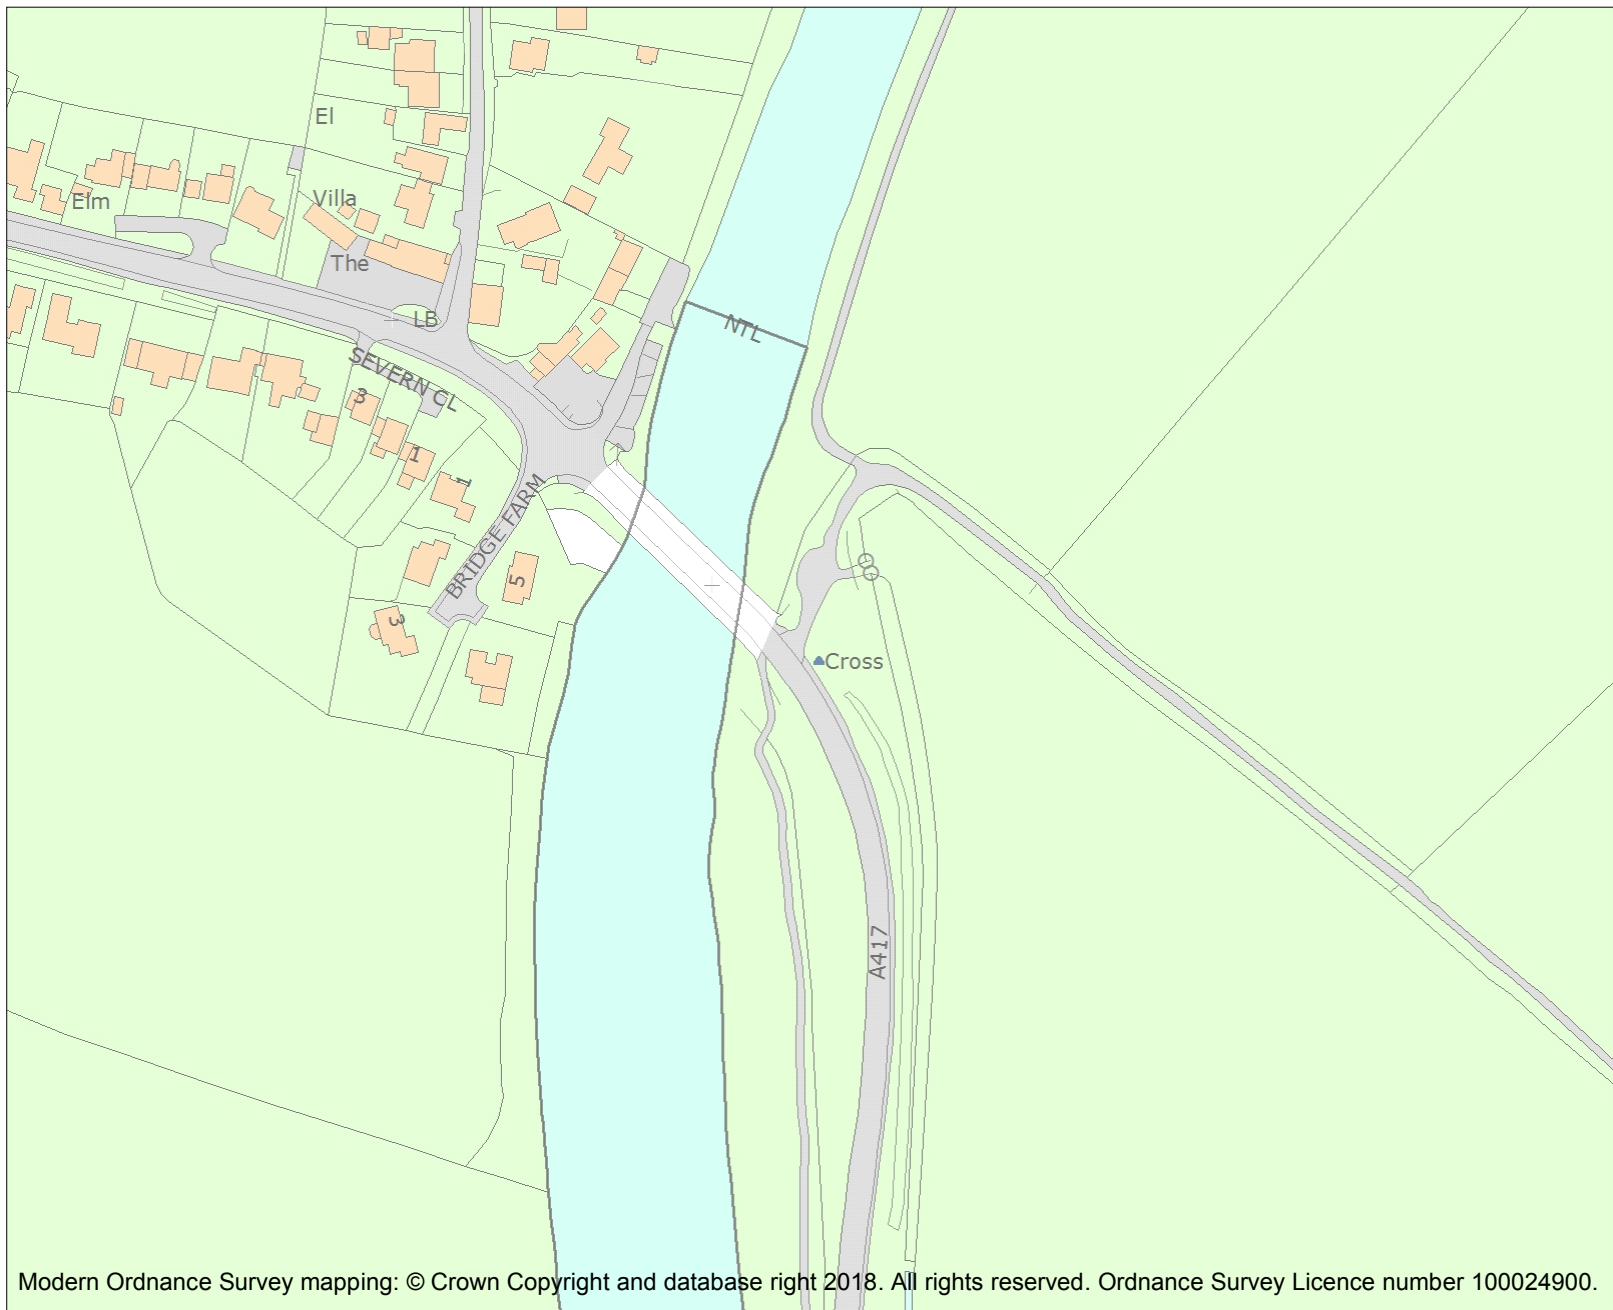 El
Elm
Villa
The
LB
NTL
SEVERN CL
3
1
1
BRIDGE FARM
5
3
Cross
A417
Modern Ordnance Survey mapping: © Crown Copyright and database right 2018. All rights reserved. Ordnance Survey Licence number 100024900.